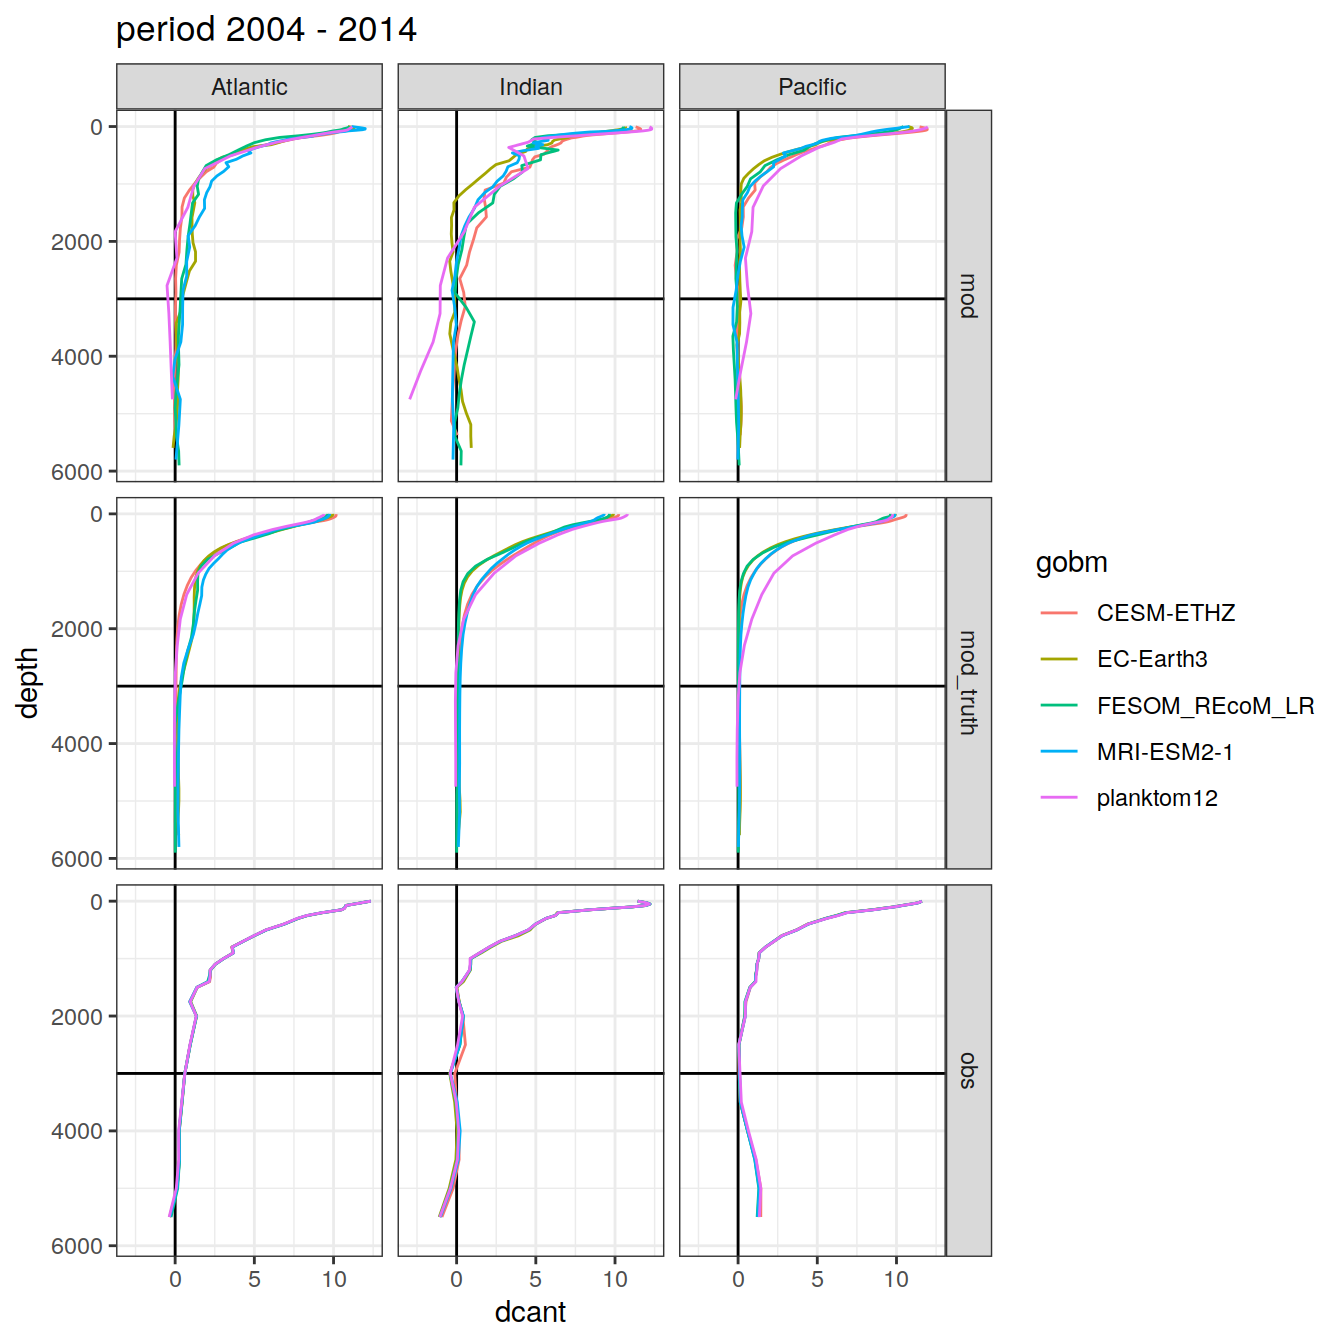 period 2004 - 2014
Atlantic
Indian
Pacific
0
2000
4000
6000
mod
0
2000
4000
6000
mod_truth
0
2000
4000
6000
obs
depth
0
5
10
0
5
10
0
5
10
dcant
gobm
CESM-ETHZ
EC-Earth3
FESOM_REcoM_LR
MRI-ESM2-1
planktom12